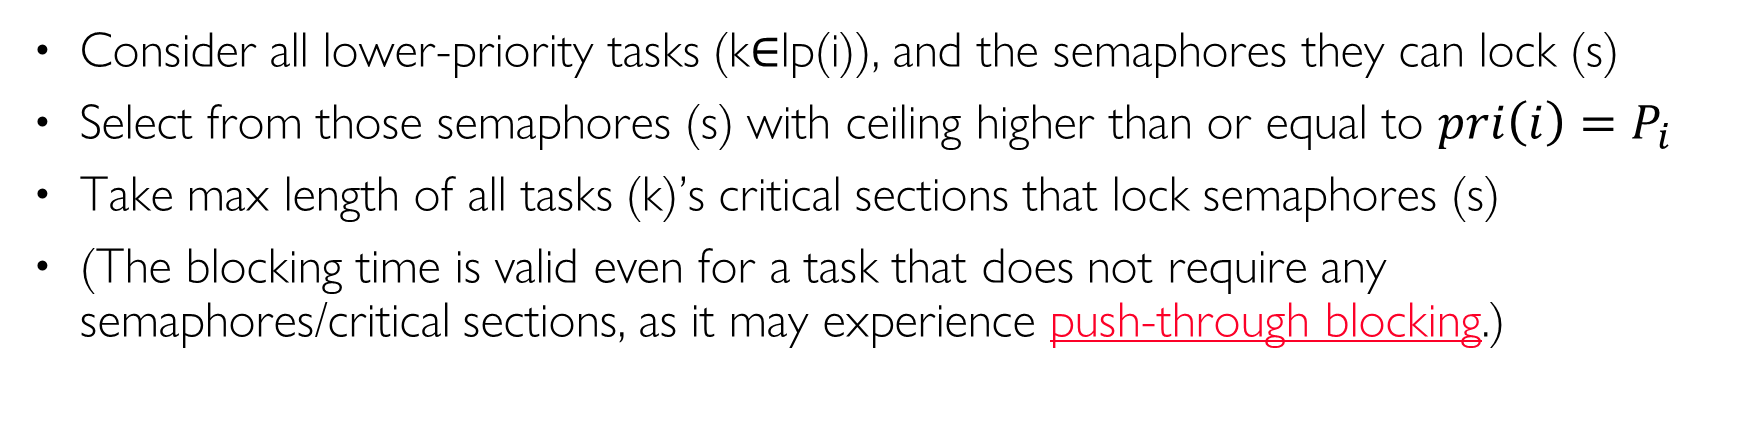 • Consider all lower-priority tasks (k∈lp(i)), and the semaphores they can lock (s)
• Select from those semaphores (s) with ceiling higher than or equal to pri(i) = Pᵢ
• Take max length of all tasks (k)’s critical sections that lock semaphores (s)
• (The blocking time is valid even for a task that does not require any
semaphores/critical sections, as it may experience push-through blocking.)